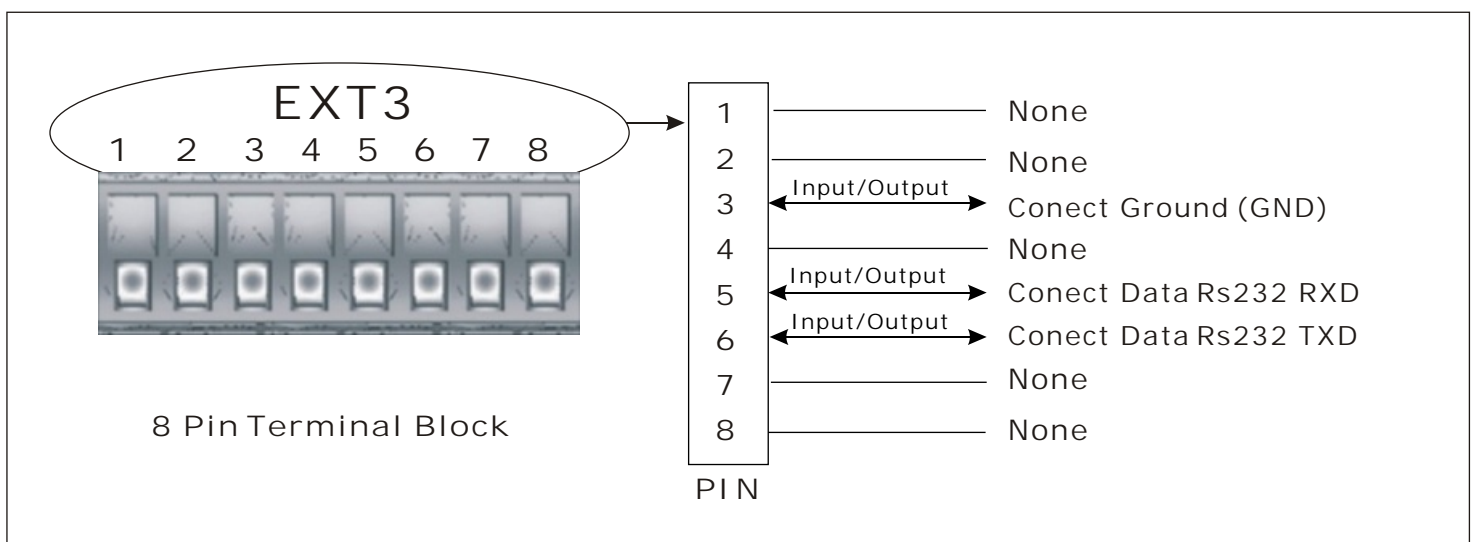 EXT3
1 2 3 4 5 6 7 8
8 Pin Terminal Block
1 None
2 None
3 Input/Output Conect Ground (GND)
4 None
5 Input/Output Conect Data Rs232 RXD
6 Input/Output Conect Data Rs232 TXD
7 None
8 None
PIN